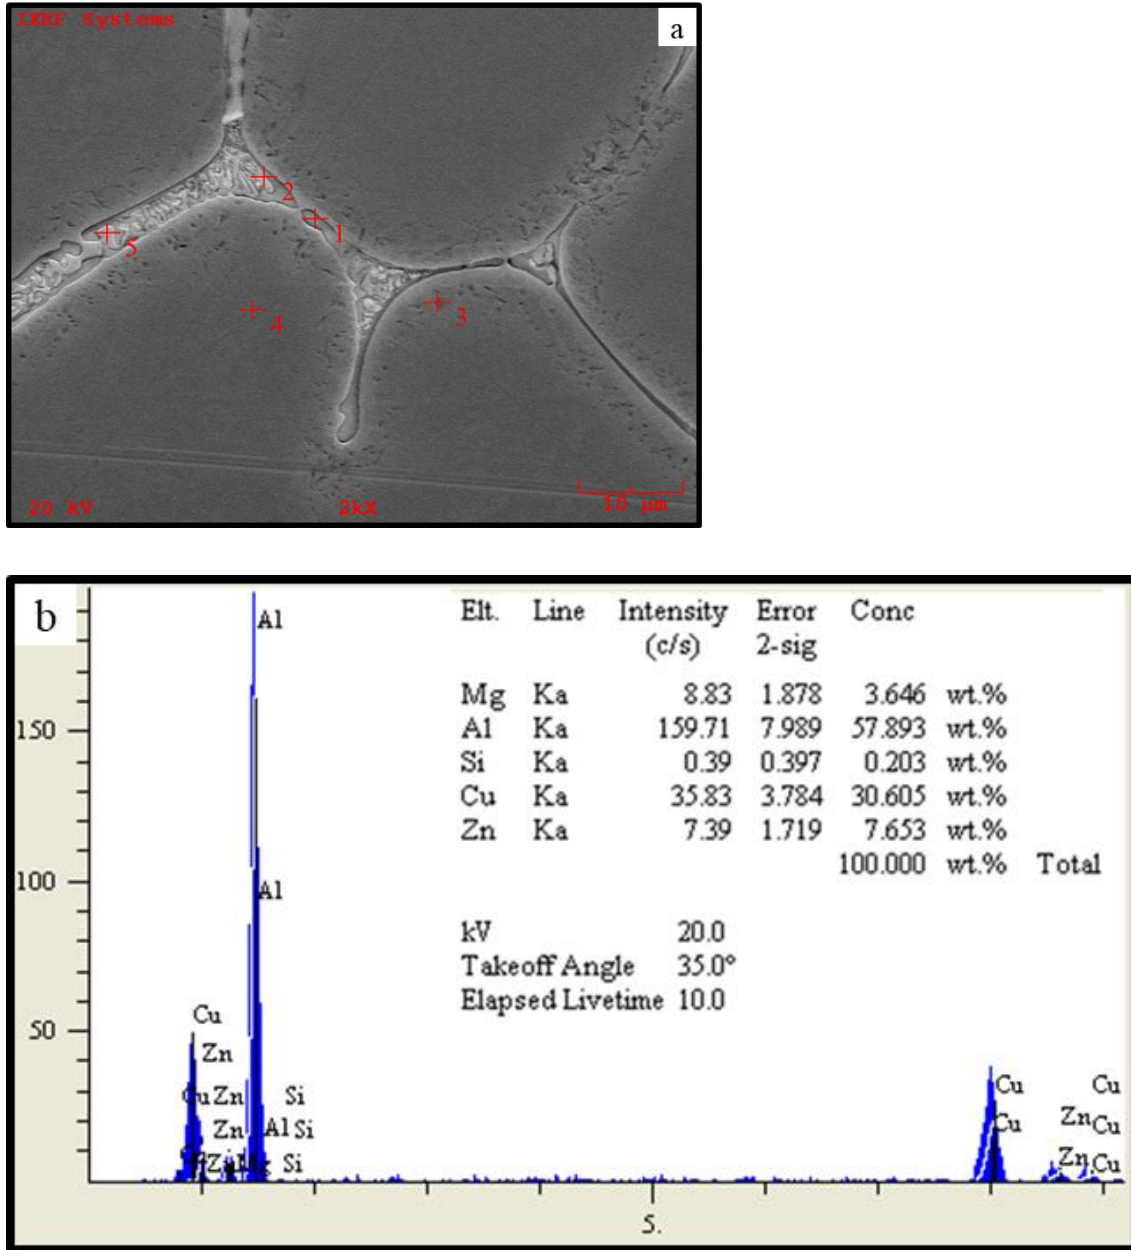 IXRF Systems
a
2
1
5
4
3
20 kV
2kX
10 µm
b
Elt. Line Intensity Error Conc
(c/s) 2-sig
Mg Ka 8.83 1.878 3.646 wt.%
Al Ka 159.71 7.989 57.893 wt.%
Si Ka 0.39 0.397 0.203 wt.%
Cu Ka 35.83 3.784 30.605 wt.%
Zn Ka 7.39 1.719 7.653 wt.%
100.000 wt.% Total
kV 20.0
Takeoff Angle 35.0°
Elapsed Livetime 10.0
150
100
50
Al
Al
Cu
Zn
Cu Zn Si
Zn Al Si
Si
Cu Cu
Cu Zn Cu
Zn Cu
5.